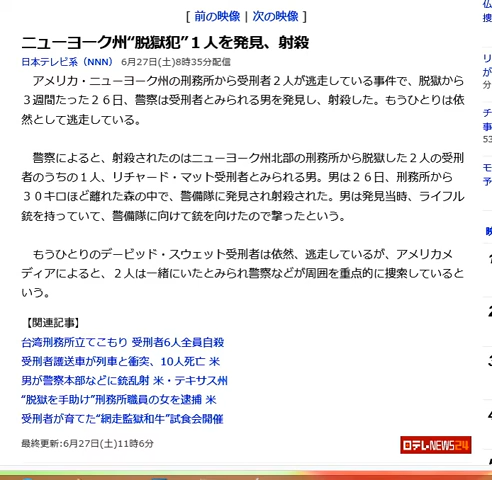 [ 前の映像 | 次の映像 ]
ニューヨーク州“脱獄犯”１人を発見、射殺
日本テレビ系（NNN） 6月27日(土)8時35分配信
アメリカ・ニューヨーク州の刑務所から受刑者２人が逃走している事件で、脱獄から
３週間たった２６日、警察は受刑者とみられる男を発見し、射殺した。もうひとりは依
然として逃走している。
警察によると、射殺されたのはニューヨーク州北部の刑務所から脱獄した２人の受刑
者のうちの１人、リチャード・マット受刑者とみられる男。男は２６日、刑務所から
３０キロほど離れた森の中で、警備隊に発見され射殺された。男は発見当時、ライフル
銃を持っていて、警備隊に向けて銃を向けたので撃ったという。
もうひとりのデービッド・スウェット受刑者は依然、逃走しているが、アメリカメ
ディアによると、２人は一緒にいたとみられ警察などが周囲を重点的に捜索していると
いう。
【関連記事】
台湾刑務所立てこもり 受刑者6人全員自殺
受刑者護送車が列車と衝突、10人死亡 米
男が警察本部などに銃乱射 米・テキサス州
“脱獄を手助け”刑務所職員の女を逮捕 米
受刑者が育てた“網走監獄和牛”試食会開催
最終更新:6月27日(土)11時6分
日テレNEWS24